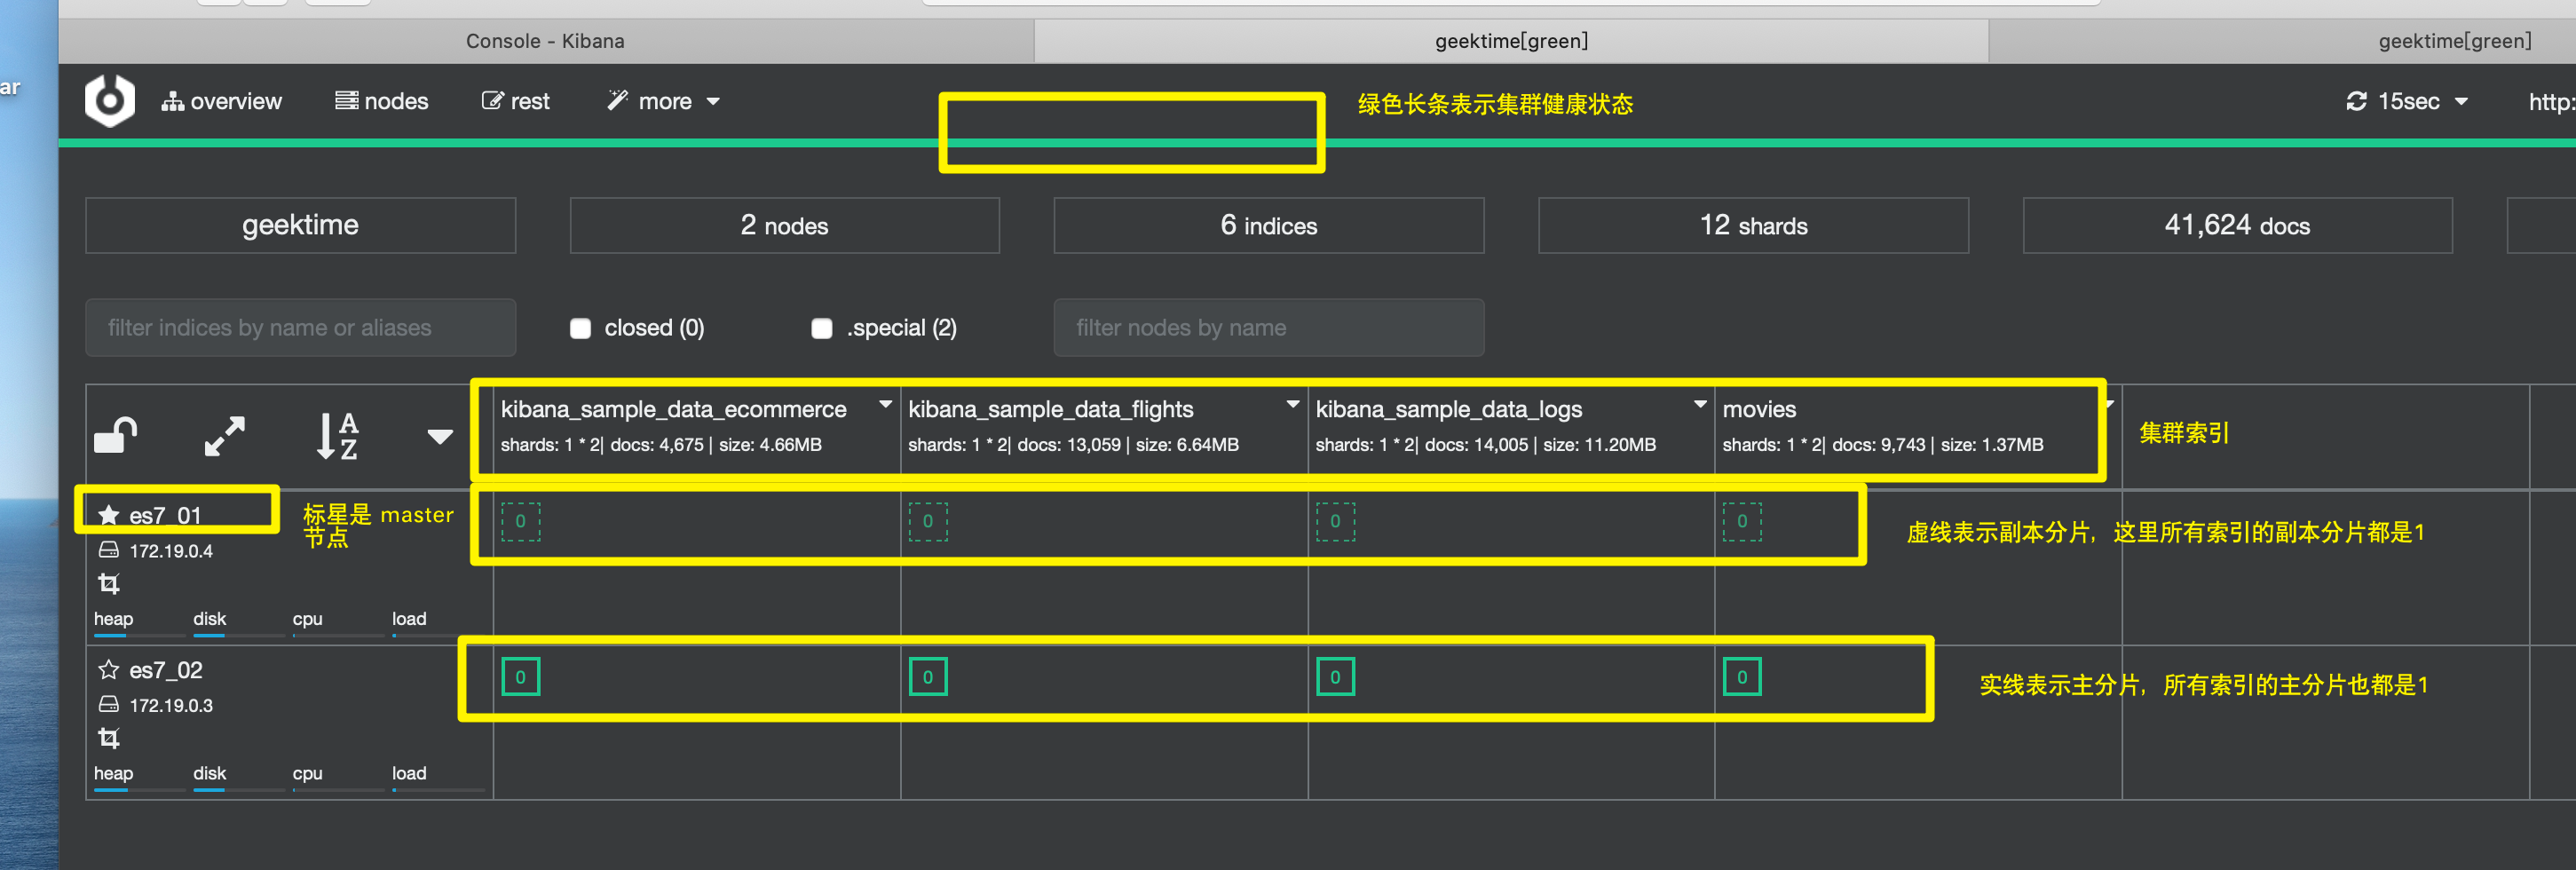 ar
Console - Kibana
geektime[green]
geektime[green]
overview
nodes
rest
more
绿色长条表示集群健康状态
15sec
http:
geektime
2 nodes
6 indices
12 shards
41,624 docs
filter indices by name or aliases
closed (0)
.special (2)
filter nodes by name
A
Z
kibana_sample_data_ecommerce
shards: 1 * 2| docs: 4,675 | size: 4.66MB
kibana_sample_data_flights
shards: 1 * 2| docs: 13,059 | size: 6.64MB
kibana_sample_data_logs
shards: 1 * 2| docs: 14,005 | size: 11.20MB
movies
shards: 1 * 2| docs: 9,743 | size: 1.37MB
集群索引
es7_01
标星是 master
节点
172.19.0.4
heap
disk
cpu
load
0
0
0
0
虚线表示副本分片，这里所有索引的副本分片都是1
es7_02
172.19.0.3
heap
disk
cpu
load
0
0
0
0
实线表示主分片，所有索引的主分片也都是1